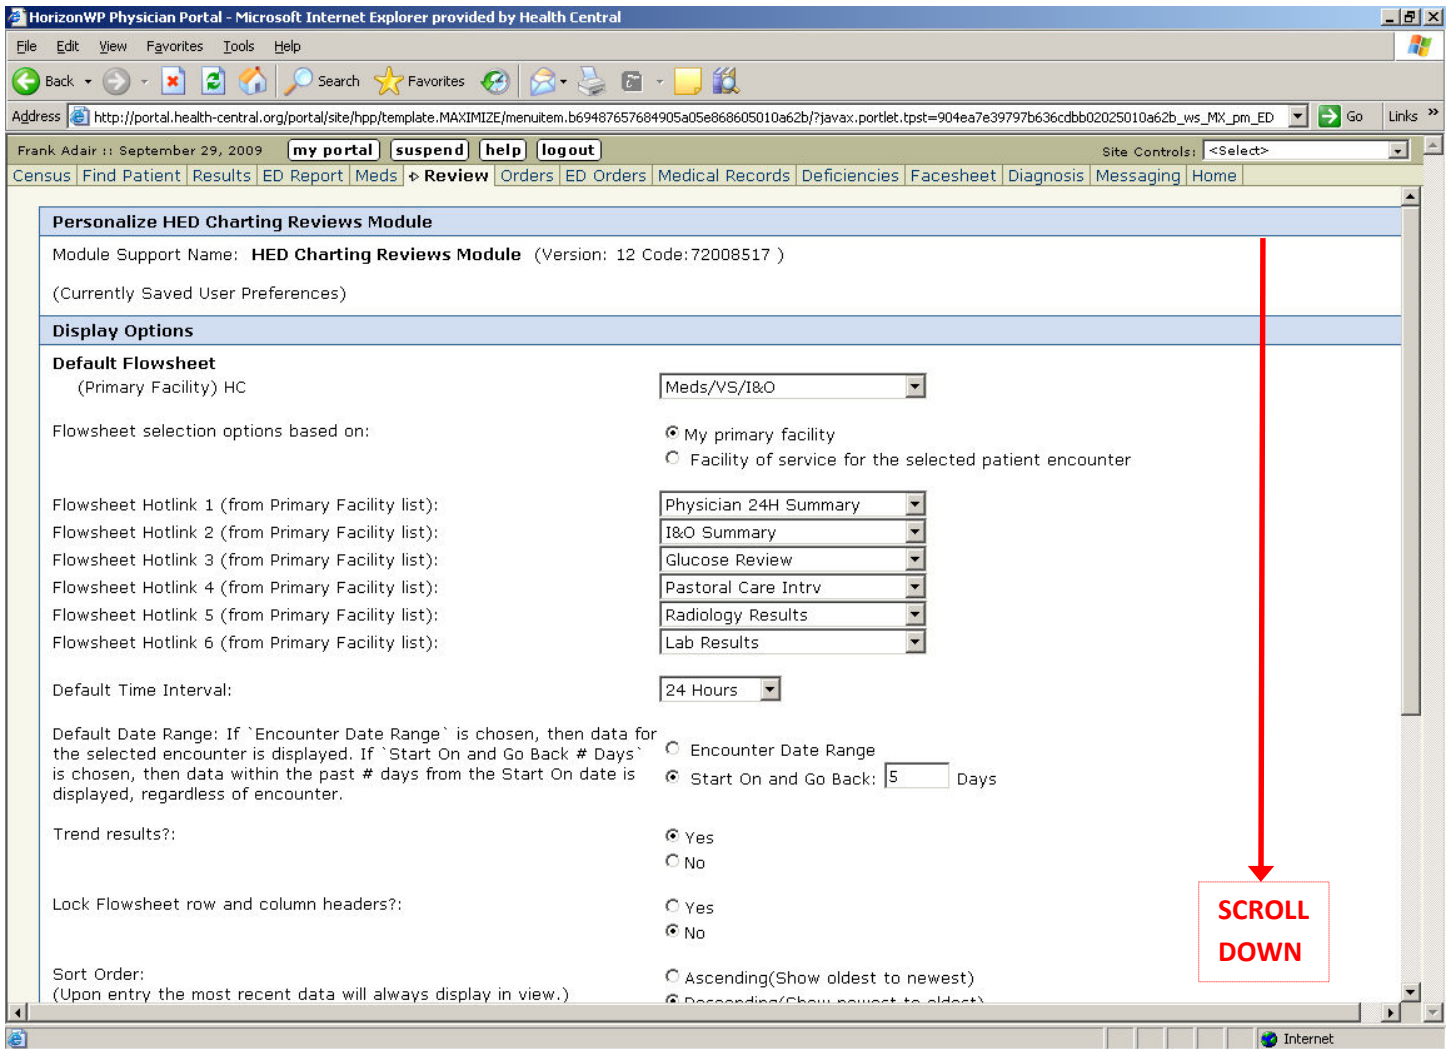 HorizonWP Physician Portal - Microsoft Internet Explorer provided by Health Central
File Edit View Favorites Tools Help
Back Search Favorites
Address http://portal.health-central.org/portal/site/hpp/template.MAXIMIZE/menuitem.b69487657684905a05e868605010a62b/?javax.portlet.tpst=904ea7e39797b636cdbb02025010a62b_ws_MX_pm_ED Go Links »
Frank Adair :: September 29, 2009 my portal suspend help logout Site Controls: <Select>
Census Find Patient Results ED Report Meds Review Orders ED Orders Medical Records Deficiencies Facesheet Diagnosis Messaging Home
Personalize HED Charting Reviews Module
Module Support Name: HED Charting Reviews Module (Version: 12 Code:72008517 )
(Currently Saved User Preferences)
Display Options
Default Flowsheet
(Primary Facility) HC Meds/VS/I&O
Flowsheet selection options based on: My primary facility
Facility of service for the selected patient encounter
Flowsheet Hotlink 1 (from Primary Facility list): Physician 24H Summary
Flowsheet Hotlink 2 (from Primary Facility list): I&O Summary
Flowsheet Hotlink 3 (from Primary Facility list): Glucose Review
Flowsheet Hotlink 4 (from Primary Facility list): Pastoral Care Intrv
Flowsheet Hotlink 5 (from Primary Facility list): Radiology Results
Flowsheet Hotlink 6 (from Primary Facility list): Lab Results
Default Time Interval: 24 Hours
Default Date Range: If `Encounter Date Range` is chosen, then data for
the selected encounter is displayed. If `Start On and Go Back # Days`
is chosen, then data within the past # days from the Start On date is
displayed, regardless of encounter.
Encounter Date Range
Start On and Go Back: 5 Days
Trend results?: Yes
No
Lock Flowsheet row and column headers?: Yes
No
SCROLL
DOWN
Sort Order: Ascending(Show oldest to newest)
(Upon entry the most recent data will always display in view.) Descending(Show newest to oldest)
Internet